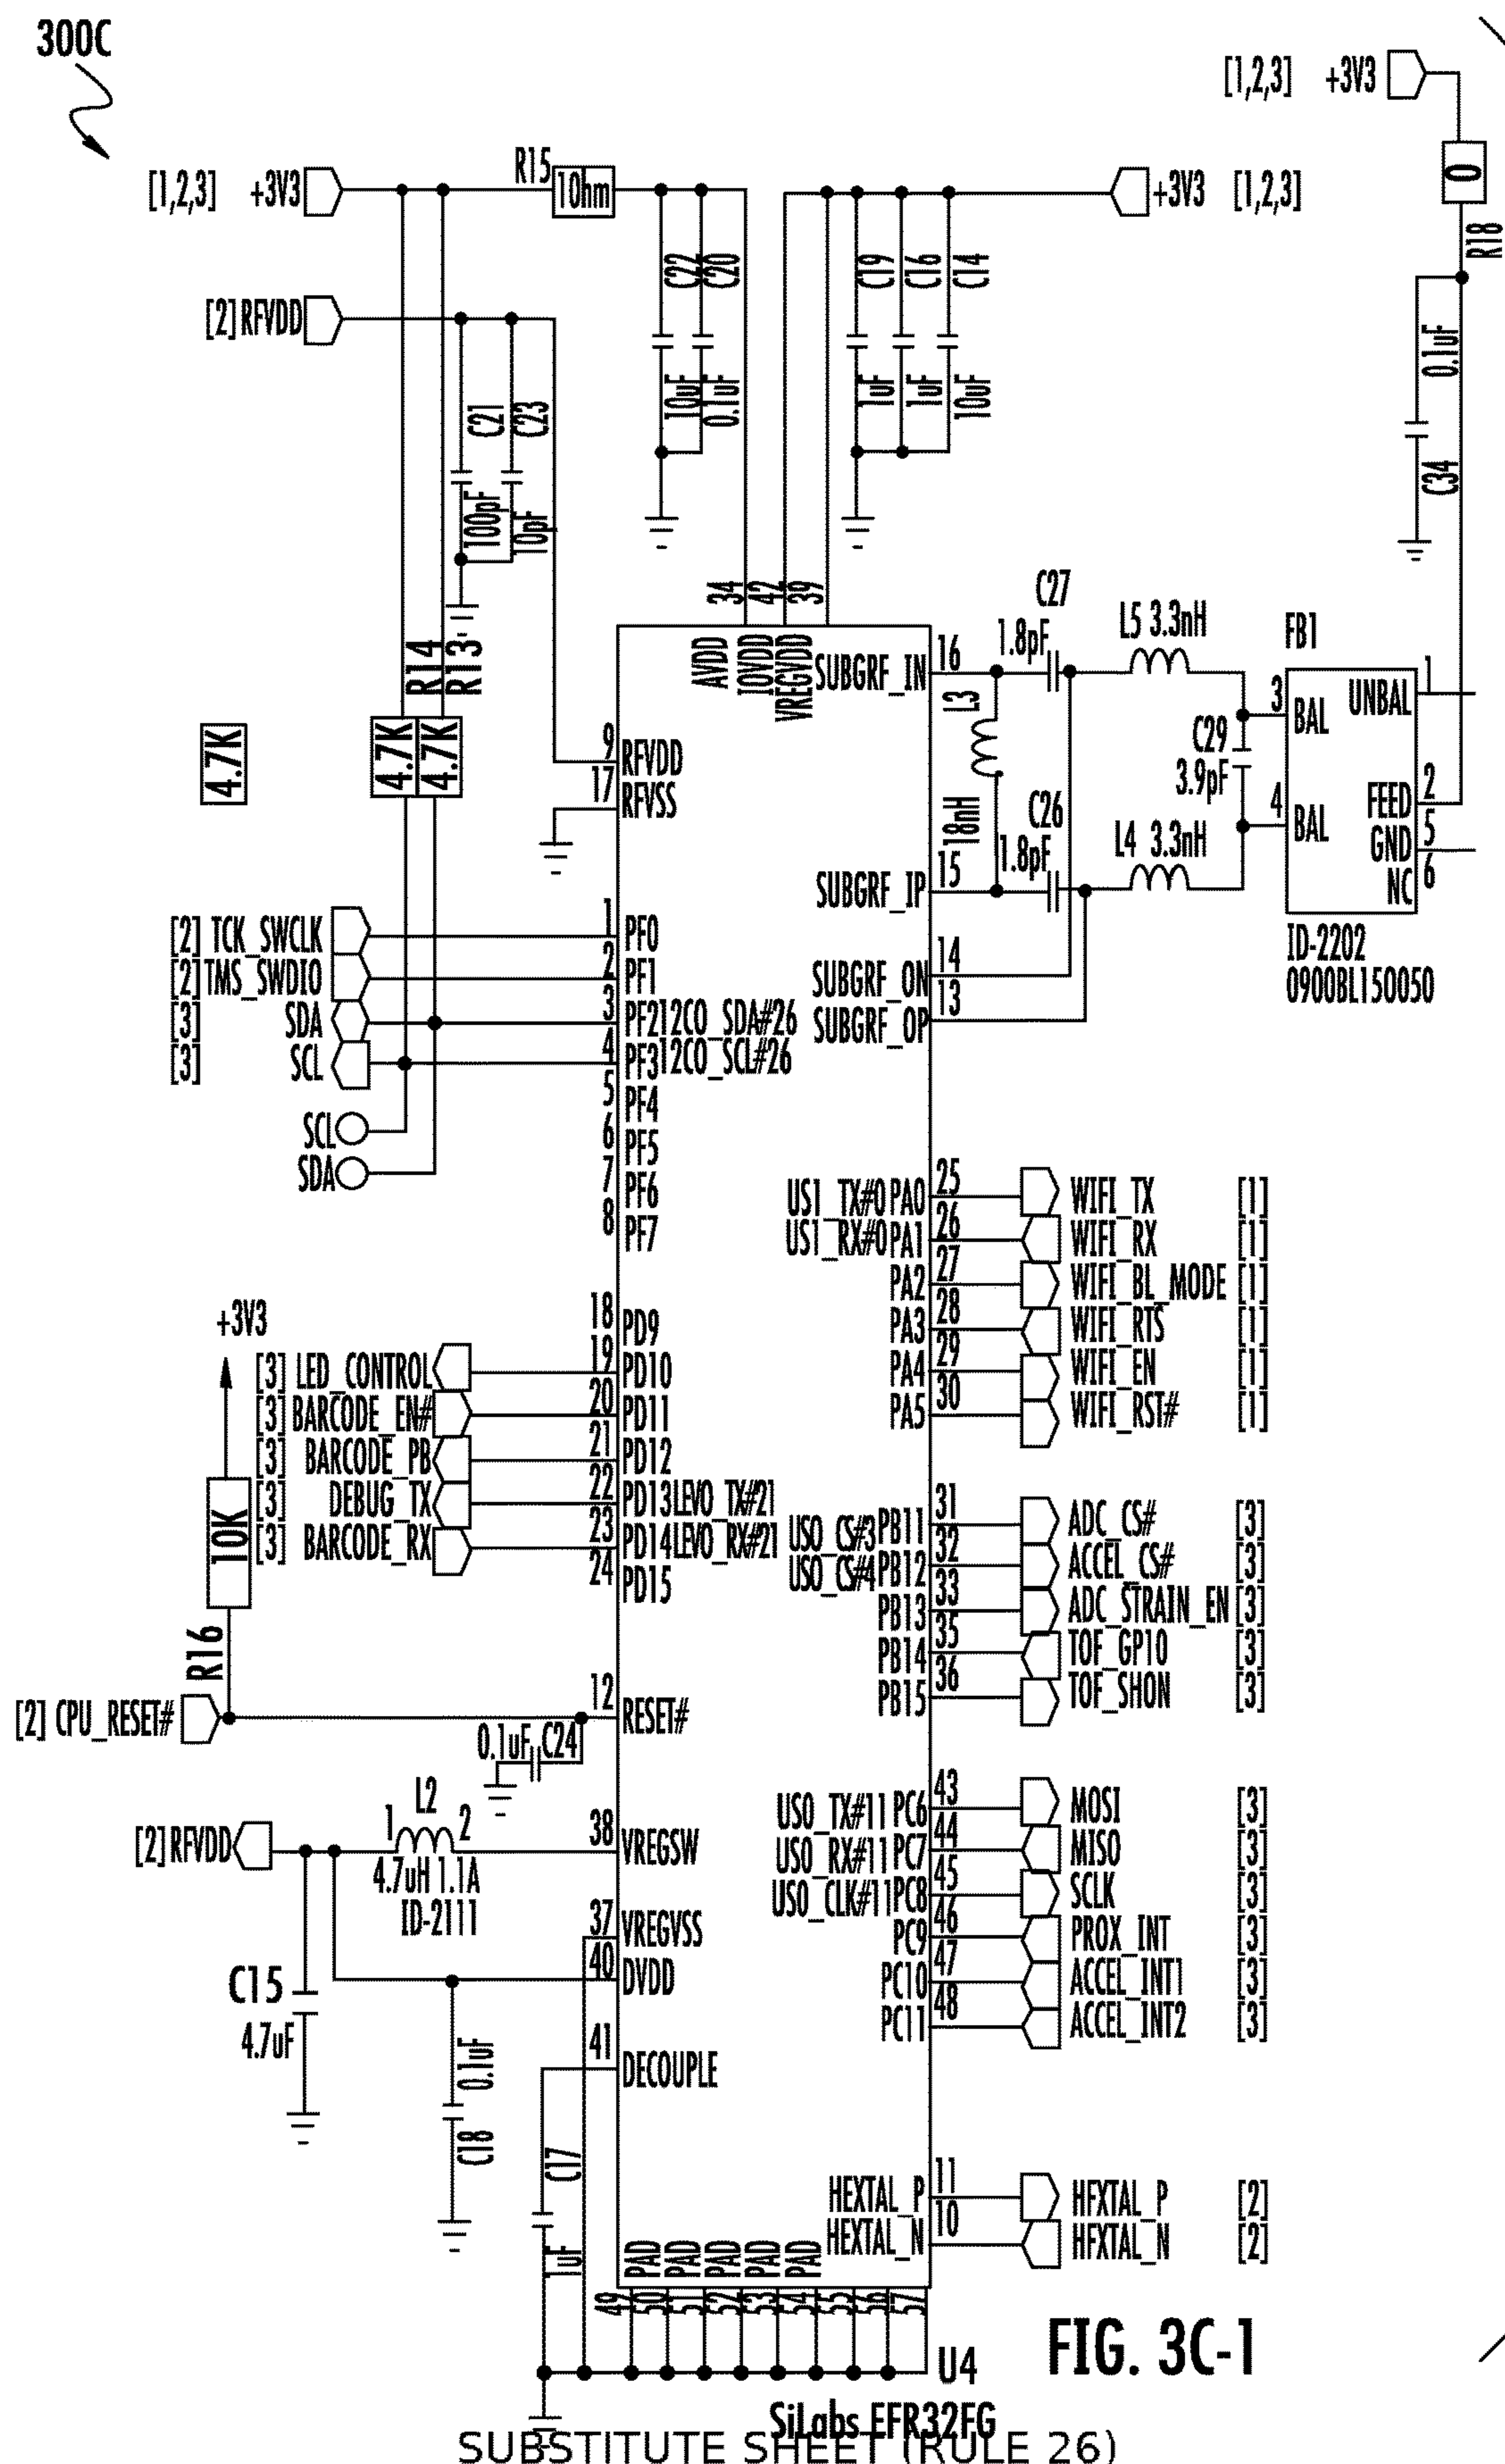 300C
[1,2,3] +3V3
[1,2,3] +3V3
R15
10hm
+3V3 [1,2,3]
0
R18
[2] RFVDD
C22
C20
C19
C16
C14
10uF
0.1uF
1uF
1uF
10uF
0.1uF
C34
C21
C23
100pF
10pF
34
42
39
AVDD
IOVDD
VREGVDD
R14
R13
4.7K
4.7K
4.7K
9
RFVDD
17
RFVSS
SUBGRF_IN
16
C27
1.8pF
L5 3.3nH
FB1
L3
18nH
C26
1.8pF
L4 3.3nH
C29
3.9pF
3
BAL
4
BAL
UNBAL
1
FEED
2
GND
5
NC
6
ID-2202
0900BL150050
SUBGRF_IP
15
SUBGRF_ON
14
SUBGRF_OP
13
[2] TCK_SWCLK
1
PF0
[2] TMS_SWDIO
2
PF1
[3] SDA
3
PF2 12CO_SDA#26
[3] SCL
4
PF3 12CO_SCL#26
5
PF4
SCL
6
PF5
SDA
7
PF6
8
PF7
US1_TX#0 PA0
25
WIFI_TX [1]
US1_RX#0 PA1
26
WIFI_RX [1]
PA2
27
WIFI_BL_MODE [1]
PA3
28
WIFI_RTS [1]
PA4
29
WIFI_EN [1]
PA5
30
WIFI_RST# [1]
+3V3
18
PD9
[3] LED_CONTROL
19
PD10
[3] BARCODE_EN#
20
PD11
[3] BARCODE_PB
21
PD12
[3] DEBUG_TX
22
PD13 LEVO_TX#21
[3] BARCODE_RX
23
PD14 LEVO_RX#21
24
PD15
10K
R16
US0_CS#3 PB11
31
ADC_CS# [3]
US0_CS#4 PB12
32
ACCEL_CS# [3]
PB13
33
ADC_STRAIN_EN [3]
PB14
35
TOF_GP10 [3]
PB15
36
TOF_SHON [3]
[2] CPU_RESET#
12
RESET#
0.1uF C24
L2
1
2
[2] RFVDD
38
VREGSW
4.7uH 1.1A
ID-2111
37
VREGVSS
40
DVDD
C15
4.7uF
0.1uF
C18
41
DECOUPLE
C17
1uF
US0_TX#11 PC6
43
MOSI [3]
US0_RX#11 PC7
44
MISO [3]
US0_CLK#11 PC8
45
SCLK [3]
PC9
46
PROX_INT [3]
PC10
47
ACCEL_INT1 [3]
PC11
48
ACCEL_INT2 [3]
HEXTAL_P
11
HFXTAL_P [2]
HEXTAL_N
10
HFXTAL_N [2]
PAD
PAD
PAD
PAD
PAD
49
50
51
52
53
54
55
56
57
U4
FIG. 3C-1
SiLabs EFR32FG
SUBSTITUTE SHEET (RULE 26)